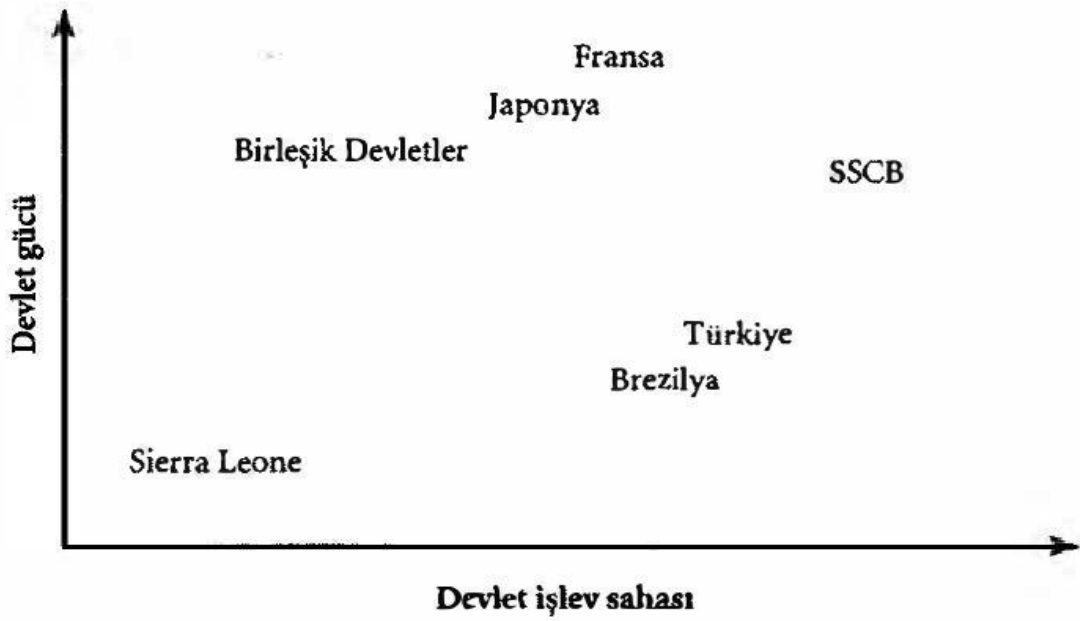 Fransa
Japonya
Birleşik Devletler
SSCB
Devlet gücü
Türkiye
Brezilya
Sierra Leone
Devlet işlev sahası